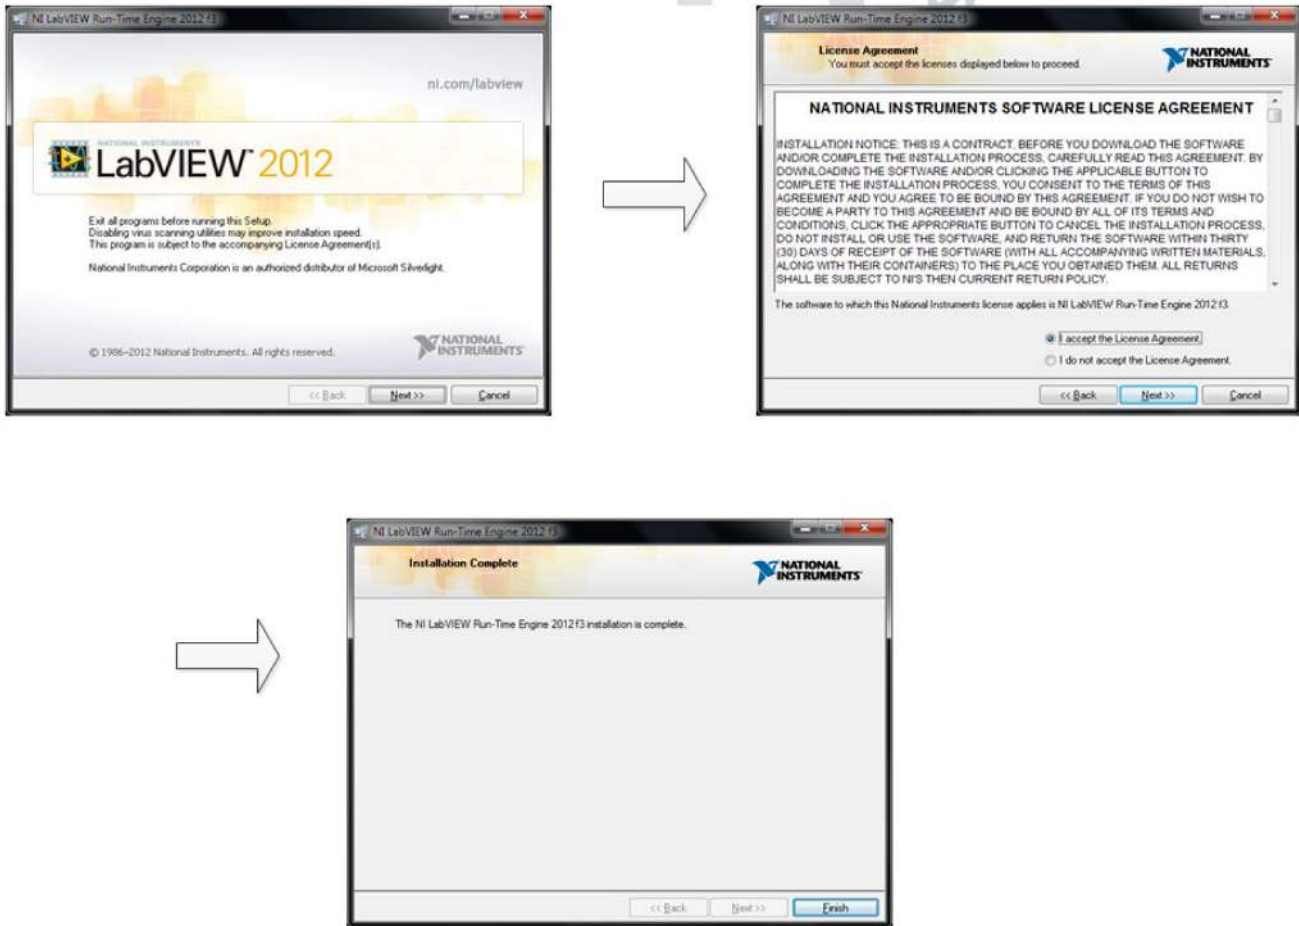 NI LabVIEW Run-Time Engine 2012 f3
ni.com/labview
NATIONAL INSTRUMENTS
LabVIEW™ 2012
Exit all programs before running this Setup.
Disabling virus scanning utilities may improve installation speed.
This program is subject to the accompanying License Agreement(s).
National Instruments Corporation is an authorized distributor of Microsoft Silverlight.
© 1986–2012 National Instruments. All rights reserved.
NATIONAL
INSTRUMENTS
<< Back Next >> Cancel
NI LabVIEW Run-Time Engine 2012 f3
License Agreement
You must accept the licenses displayed below to proceed.
NATIONAL
INSTRUMENTS
NATIONAL INSTRUMENTS SOFTWARE LICENSE AGREEMENT
INSTALLATION NOTICE: THIS IS A CONTRACT. BEFORE YOU DOWNLOAD THE SOFTWARE
AND/OR COMPLETE THE INSTALLATION PROCESS, CAREFULLY READ THIS AGREEMENT. BY
DOWNLOADING THE SOFTWARE AND/OR CLICKING THE APPLICABLE BUTTON TO
COMPLETE THE INSTALLATION PROCESS, YOU CONSENT TO THE TERMS OF THIS
AGREEMENT AND YOU AGREE TO BE BOUND BY THIS AGREEMENT. IF YOU DO NOT WISH TO
BECOME A PARTY TO THIS AGREEMENT AND BE BOUND BY ALL OF ITS TERMS AND
CONDITIONS, CLICK THE APPROPRIATE BUTTON TO CANCEL THE INSTALLATION PROCESS,
DO NOT INSTALL OR USE THE SOFTWARE, AND RETURN THE SOFTWARE WITHIN THIRTY
(30) DAYS OF RECEIPT OF THE SOFTWARE (WITH ALL ACCOMPANYING WRITTEN MATERIALS,
ALONG WITH THEIR CONTAINERS) TO THE PLACE YOU OBTAINED THEM. ALL RETURNS
SHALL BE SUBJECT TO NI'S THEN CURRENT RETURN POLICY.
The software to which this National Instruments license applies is NI LabVIEW Run-Time Engine 2012 f3.
I accept the License Agreement.
I do not accept the License Agreement.
<< Back Next >> Cancel
NI LabVIEW Run-Time Engine 2012 f3
Installation Complete
NATIONAL
INSTRUMENTS
The NI LabVIEW Run-Time Engine 2012 f3 installation is complete.
<< Back Next >> Finish